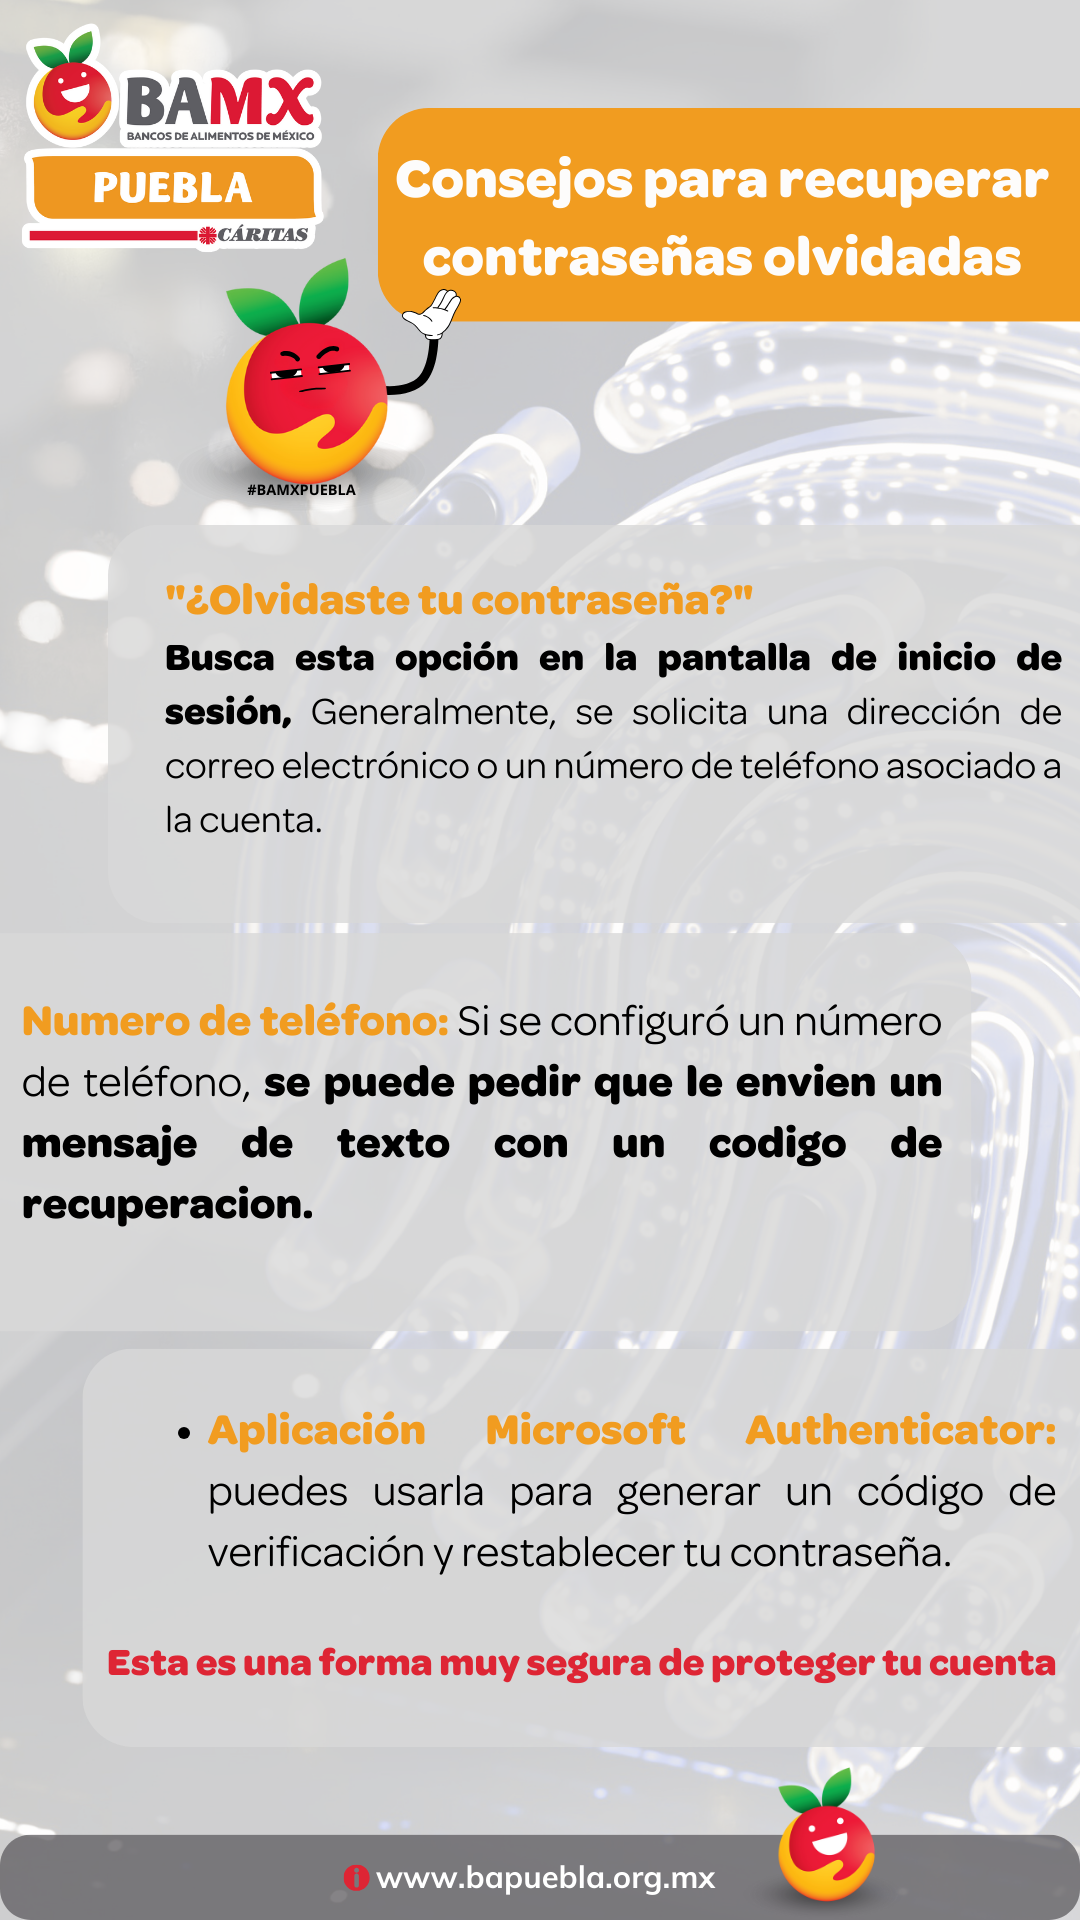 BAMX
BANCOS DE ALIMENTOS DE MÉXICO
PUEBLA
CÁRITAS
Consejos para recuperar
contraseñas olvidadas
#BAMXPUEBLA
"¿Olvidaste tu contraseña?"
Busca esta opción en la pantalla de inicio de
sesión, Generalmente, se solicita una dirección de
correo electrónico o un número de teléfono asociado a
la cuenta.
Numero de teléfono: Si se configuró un número
de teléfono, se puede pedir que le envien un
mensaje de texto con un codigo de
recuperacion.
• Aplicación Microsoft Authenticator:
puedes usarla para generar un código de
verificación y restablecer tu contraseña.
Esta es una forma muy segura de proteger tu cuenta
www.bapuebla.org.mx